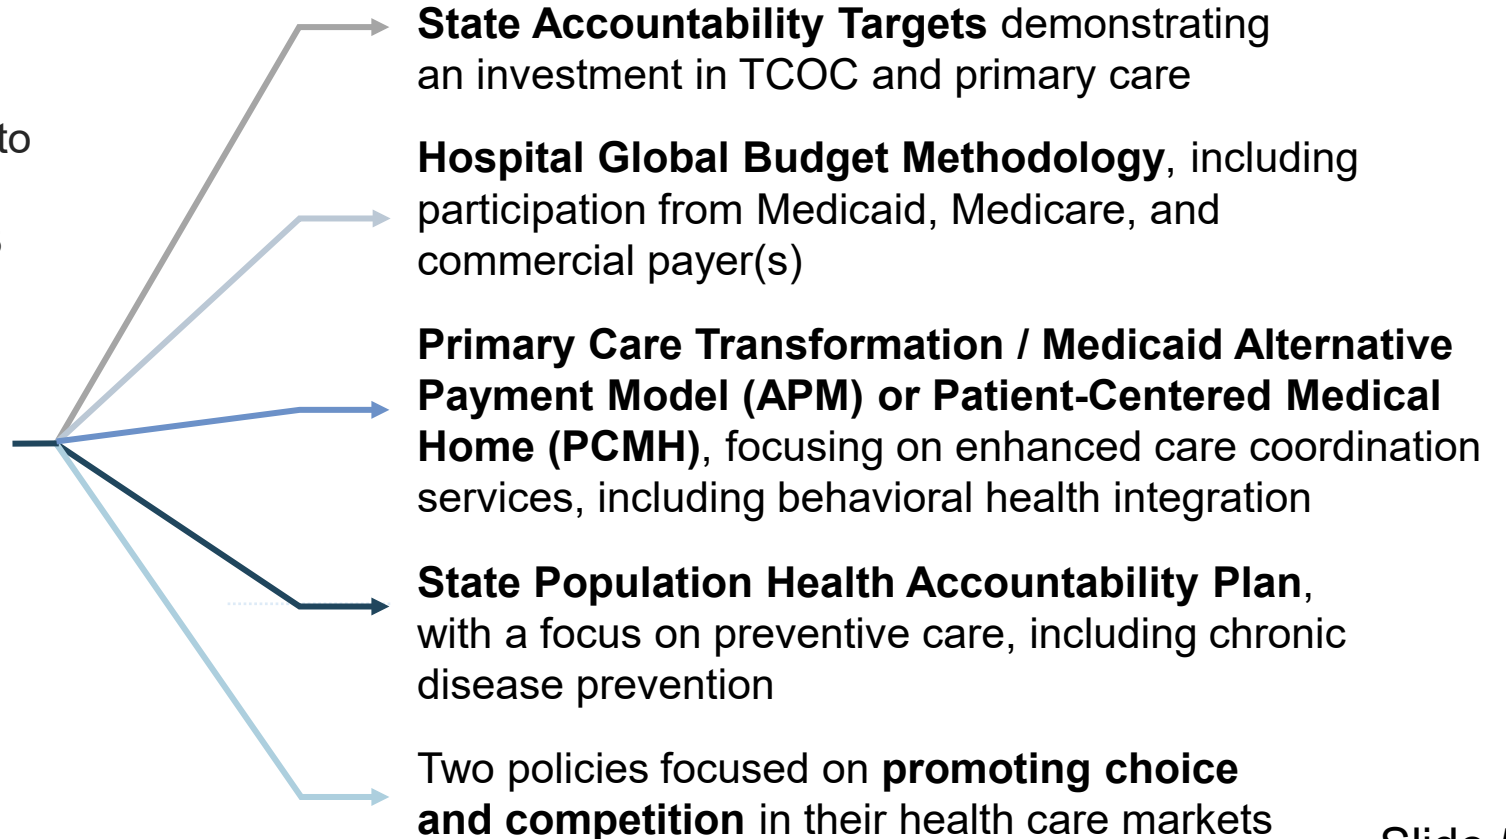 to
State Accountability Targets demonstrating
an investment in TCOC and primary care
Hospital Global Budget Methodology, including
participation from Medicaid, Medicare, and
commercial payer(s)
Primary Care Transformation / Medicaid Alternative
Payment Model (APM) or Patient-Centered Medical
Home (PCMH), focusing on enhanced care coordination
services, including behavioral health integration
State Population Health Accountability Plan,
with a focus on preventive care, including chronic
disease prevention
Two policies focused on promoting choice
and competition in their health care markets